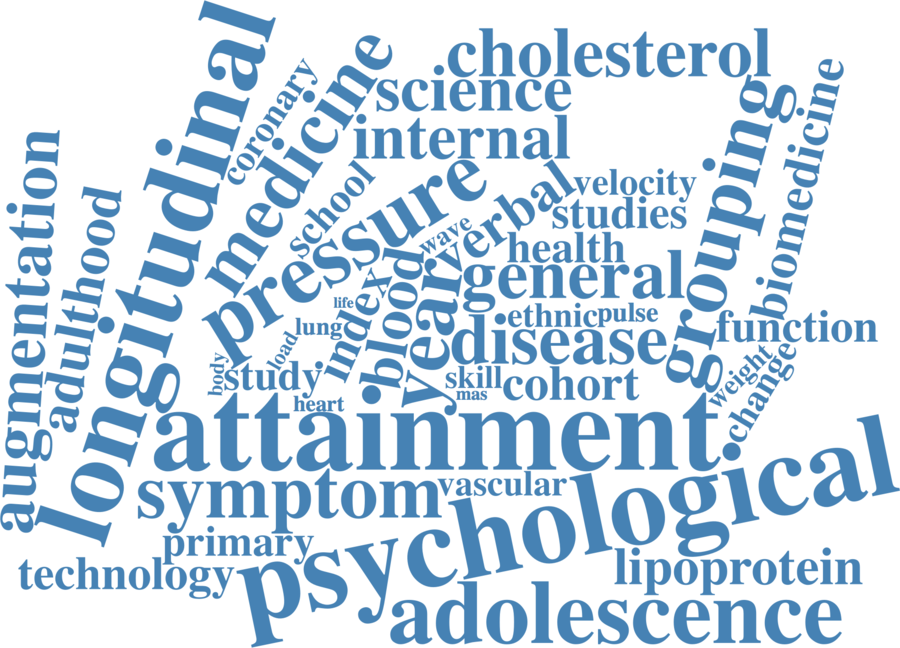 cholesterol
longitudinal
coronary
medicine
science
internal
grouping
biomedicine
augmentation
adulthood
school
pressure
verbal
velocity
studies
wave
health
general
index
blood
year
life
lung
ethnic
pulse
function
disease
load
body
study
skill
mas
cohort
weight
change
heart
attainment
symptom
vascular
psychological
primary
technology
lipoprotein
adolescence